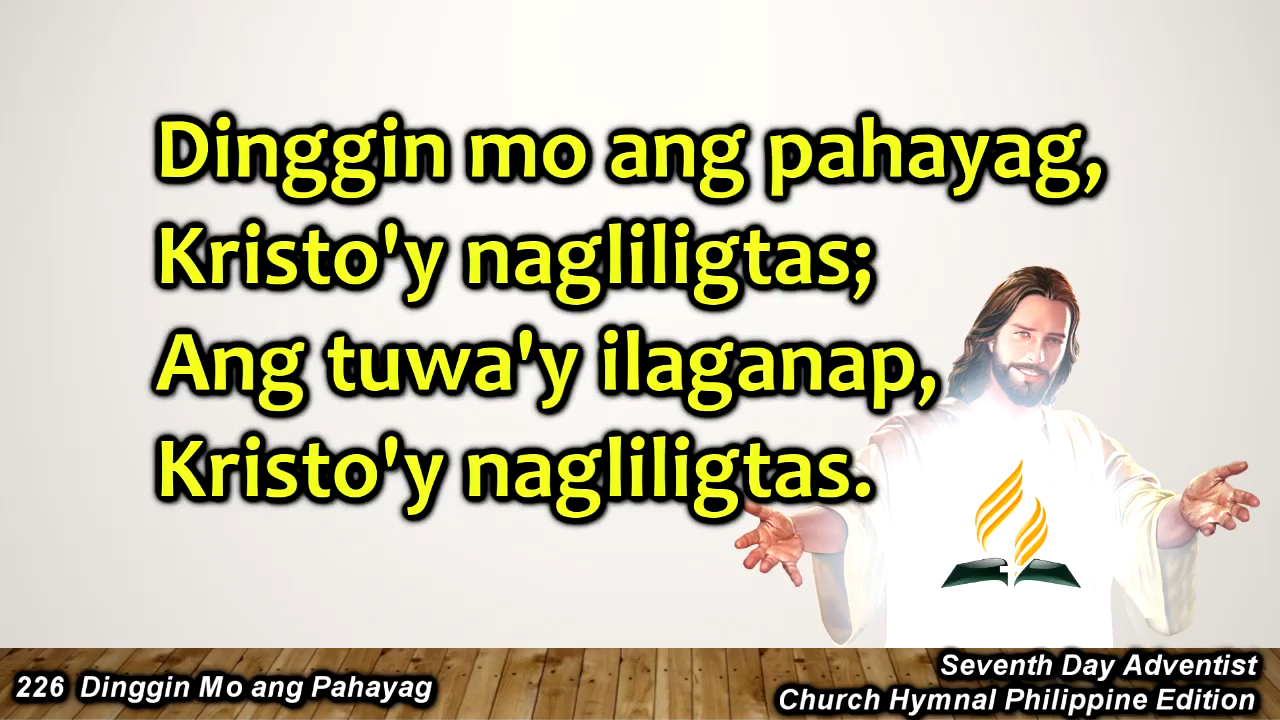 Dinggin mo ang pahayag,
Kristo'y nagliligtas;
Ang tuwa'y ilaganap,
Kristo'y nagliligtas.
226 Dinggin Mo ang Pahayag
Seventh Day Adventist
Church Hymnal Philippine Edition